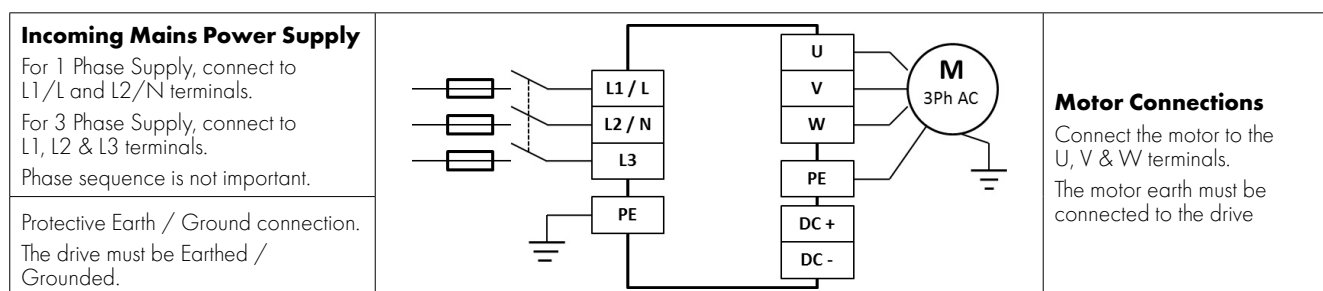 Incoming Mains Power Supply
For 1 Phase Supply, connect to
L1/L and L2/N terminals.
For 3 Phase Supply, connect to
L1, L2 & L3 terminals.
Phase sequence is not important.
Protective Earth / Ground connection.
The drive must be Earthed /
Grounded.
L1 / L
L2 / N
L3
PE
U
V
W
PE
DC +
DC -
M
3Ph AC
Motor Connections
Connect the motor to the
U, V & W terminals.
The motor earth must be
connected to the drive